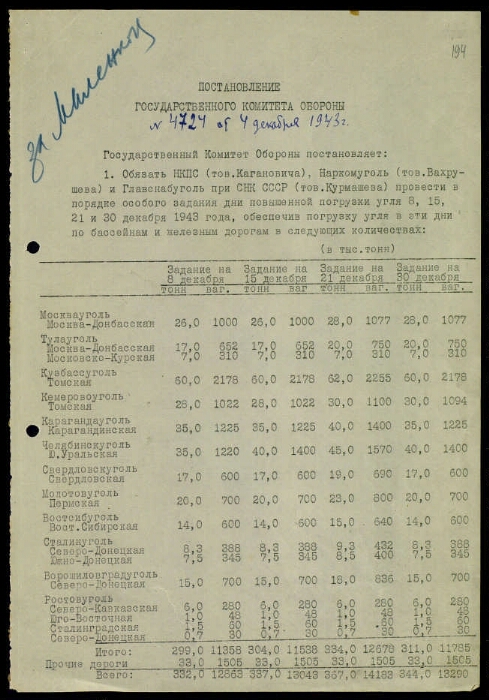 194
за Маленков
ПОСТАНОВЛЕНИЕ
ГОСУДАРСТВЕННОГО КОМИТЕТА ОБОРОНЫ
№ 4724 от 4 декабря 1943г.
Государственный Комитет Обороны постановляет:
1. Обязать НКПС (тов.Кагановича), Наркомуголь (тов.Вахру-
шева) и Главснабуголь при СНК СССР (тов.Курмашева) провести в
порядке особого задания дни повышенной погрузки угля 8, 15,
21 и 30 декабря 1943 года, обеспечив погрузку угля в эти дни
по бассейнам и железным дорогам в следующих количествах:
(в тыс.тонн)
Задание на Задание на Задание на Задание на
8 декабря 15 декабря 21 декабря 30 декабря
тонн ваг. тонн ваг тонн ваг. тонн ваг.
Москвауголь
Москва-Донбасская 26,0 1000 26,0 1000 28,0 1077 28,0 1077
Тулауголь
Москва-Донбасская 17,0 652 17,0 652 20,0 750 20,0 750
Московско-Курская 7,0 310 7,0 310 7,0 310 7,0 310
Кузбассуголь
Томская 60,0 2178 60,0 2178 62,0 2255 60,0 2178
Кемеровоуголь
Томская 28,0 1022 28,0 1022 30,0 1100 30,0 1094
Карагандауголь
Карагандинская 35,0 1225 35,0 1225 40,0 1400 35,0 1225
Челябинскуголь
Ю.Уральская 35,0 1220 40,0 1400 45,0 1570 40,0 1400
Свердловскуголь
Свердловская 17,0 600 17,0 600 19,0 690 17,0 600
Молотовуголь
Пермская 20,0 700 20,0 700 23,0 800 20,0 700
Востсибуголь
Вост.Сибирская 14,0 600 14,0 600 15,0 640 14,0 600
Сталинуголь
Северо-Донецкая 8,3 388 8,3 388 9,3 432 8,3 388
Южно-Донецкая 7,5 345 7,5 345 8,5 400 7,5 345
Ворошиловградуголь
Северо-Донецкая 15,0 700 15,0 700 18,0 836 15,0 700
Ростовуголь
Северо-Кавказская 6,0 280 6,0 280 6,0 280 6,0 280
Юго-Восточная 1,0 48 1,0 48 1,0 48 1,0 48
Сталинградская 1,5 60 1,5 60 1,5 60 1,5 60
Северо-Донецкая 0,7 30 0,7 30 0,7 30 0,7 30
Итого: 299,0 11358 304,0 11538 334,0 12678 311,0 11785
Прочие дороги 33,0 1505 33,0 1505 33,0 1505 33,0 1505
Всего: 332,0 12863 337,0 13043 367,0 14183 344,0 13290